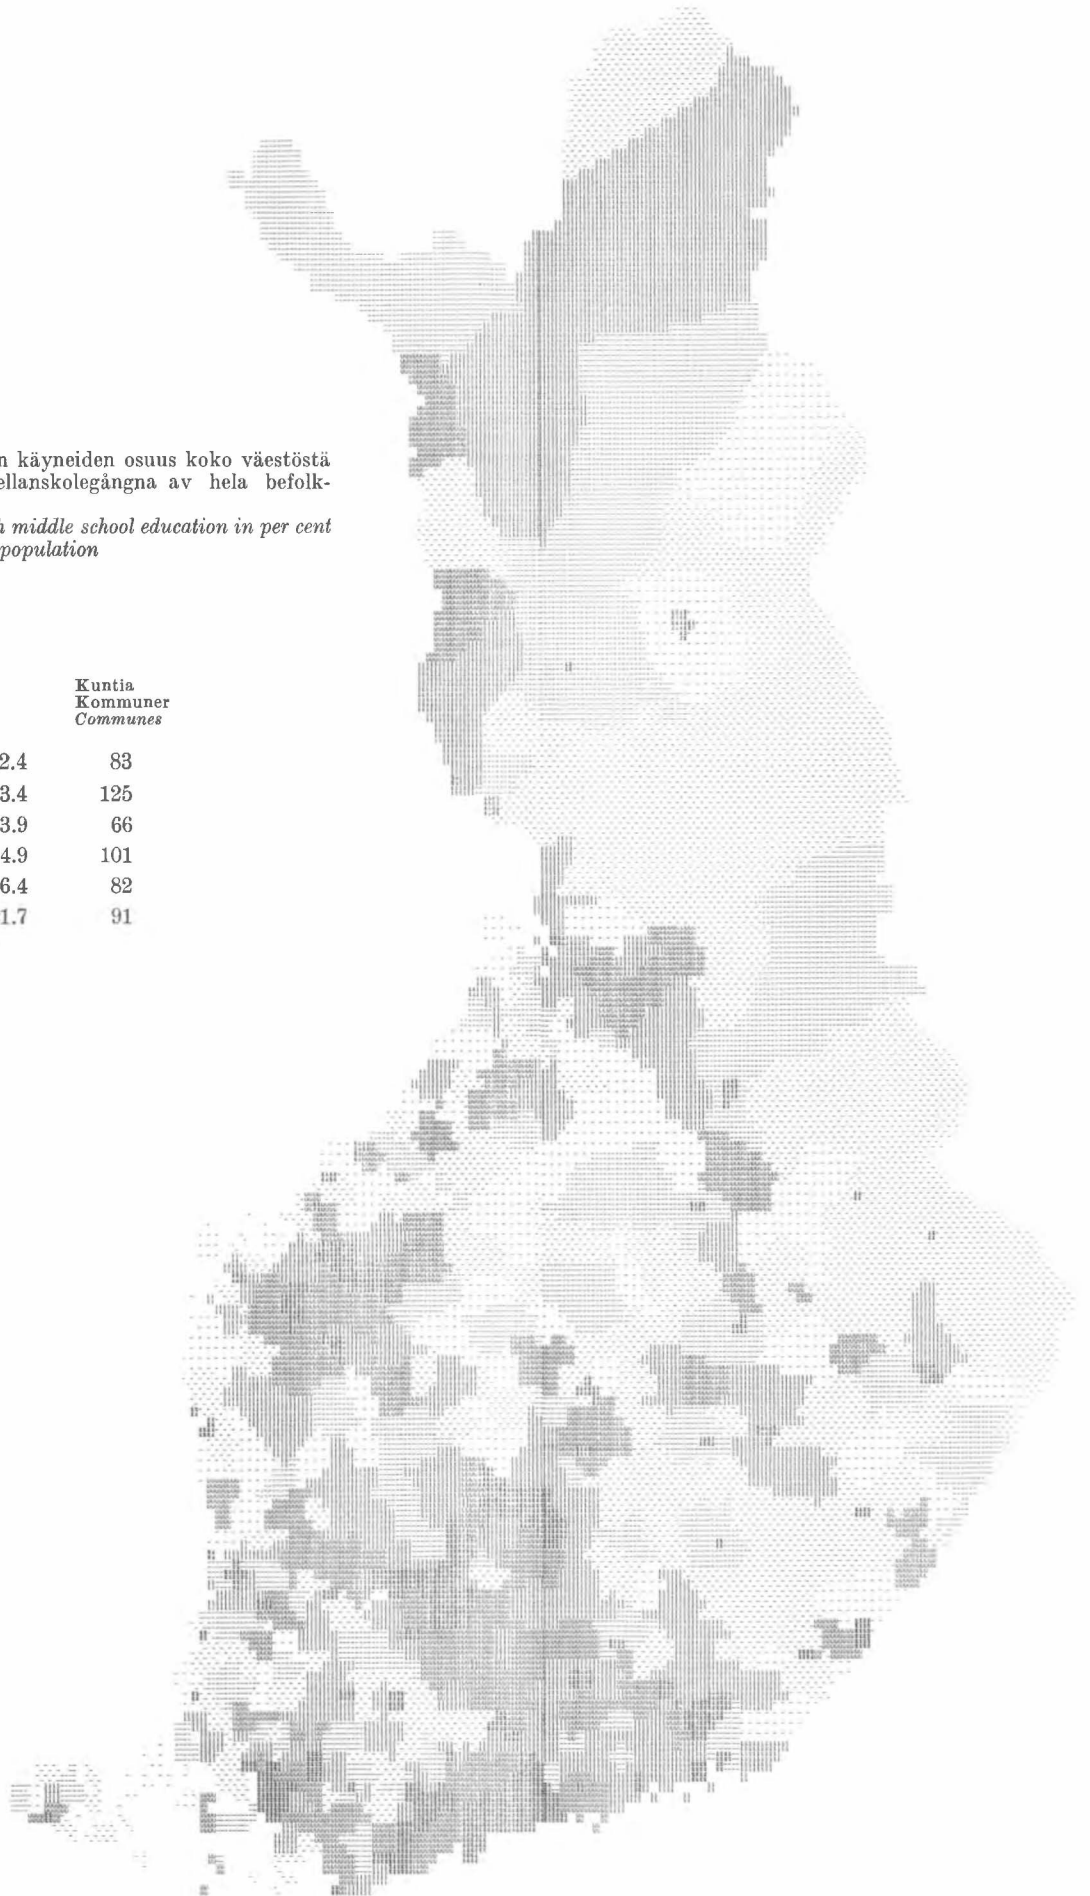 n käyneiden osuus koko väestöstä
ellanskolegångna av hela befolk-
h middle school education in per cent
population
Kuntia
Kommuner
Communes
2.4 83
3.4 125
3.9 66
4.9 101
6.4 82
1.7 91